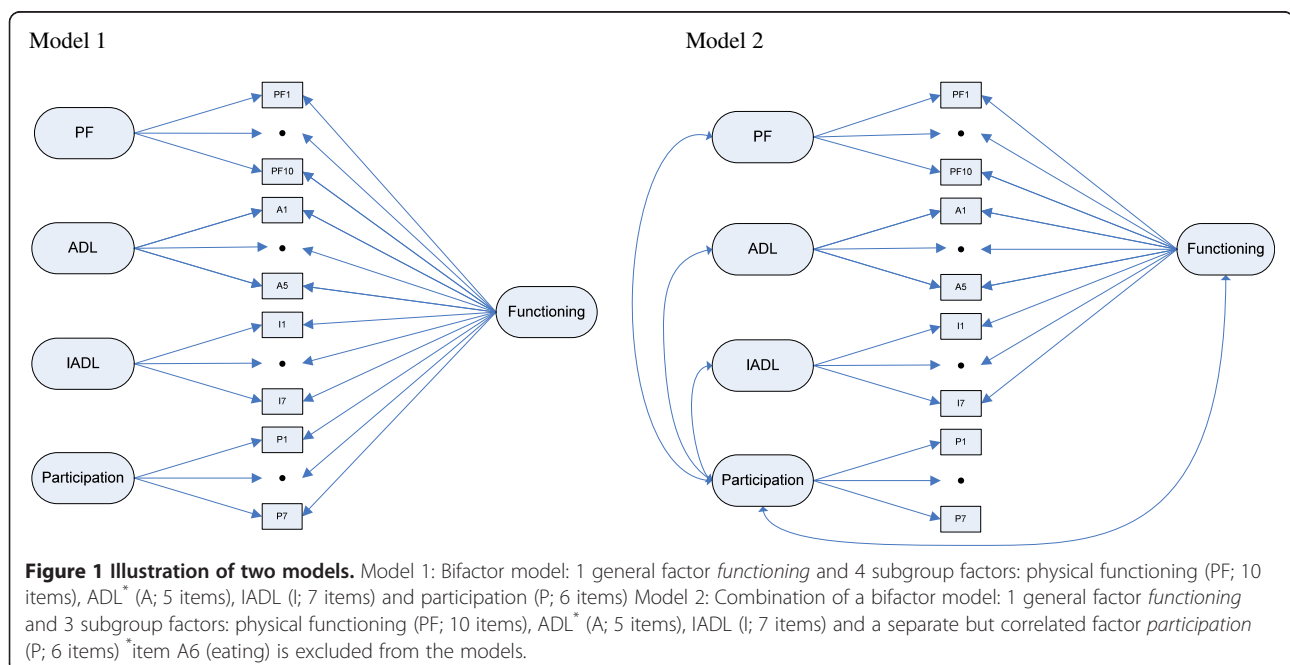 Model 1
PF
ADL
IADL
Participation
PF1
PF10
A1
A5
I1
I7
P1
P7
Functioning
Model 2
PF
ADL
IADL
Participation
PF1
PF10
A1
A5
I1
I7
P1
P7
Functioning
Figure 1 Illustration of two models. Model 1: Bifactor model: 1 general factor functioning and 4 subgroup factors: physical functioning (PF; 10
items), ADL* (A; 5 items), IADL (I; 7 items) and participation (P; 6 items) Model 2: Combination of a bifactor model: 1 general factor functioning
and 3 subgroup factors: physical functioning (PF; 10 items), ADL* (A; 5 items), IADL (I; 7 items) and a separate but correlated factor participation
(P; 6 items) *item A6 (eating) is excluded from the models.